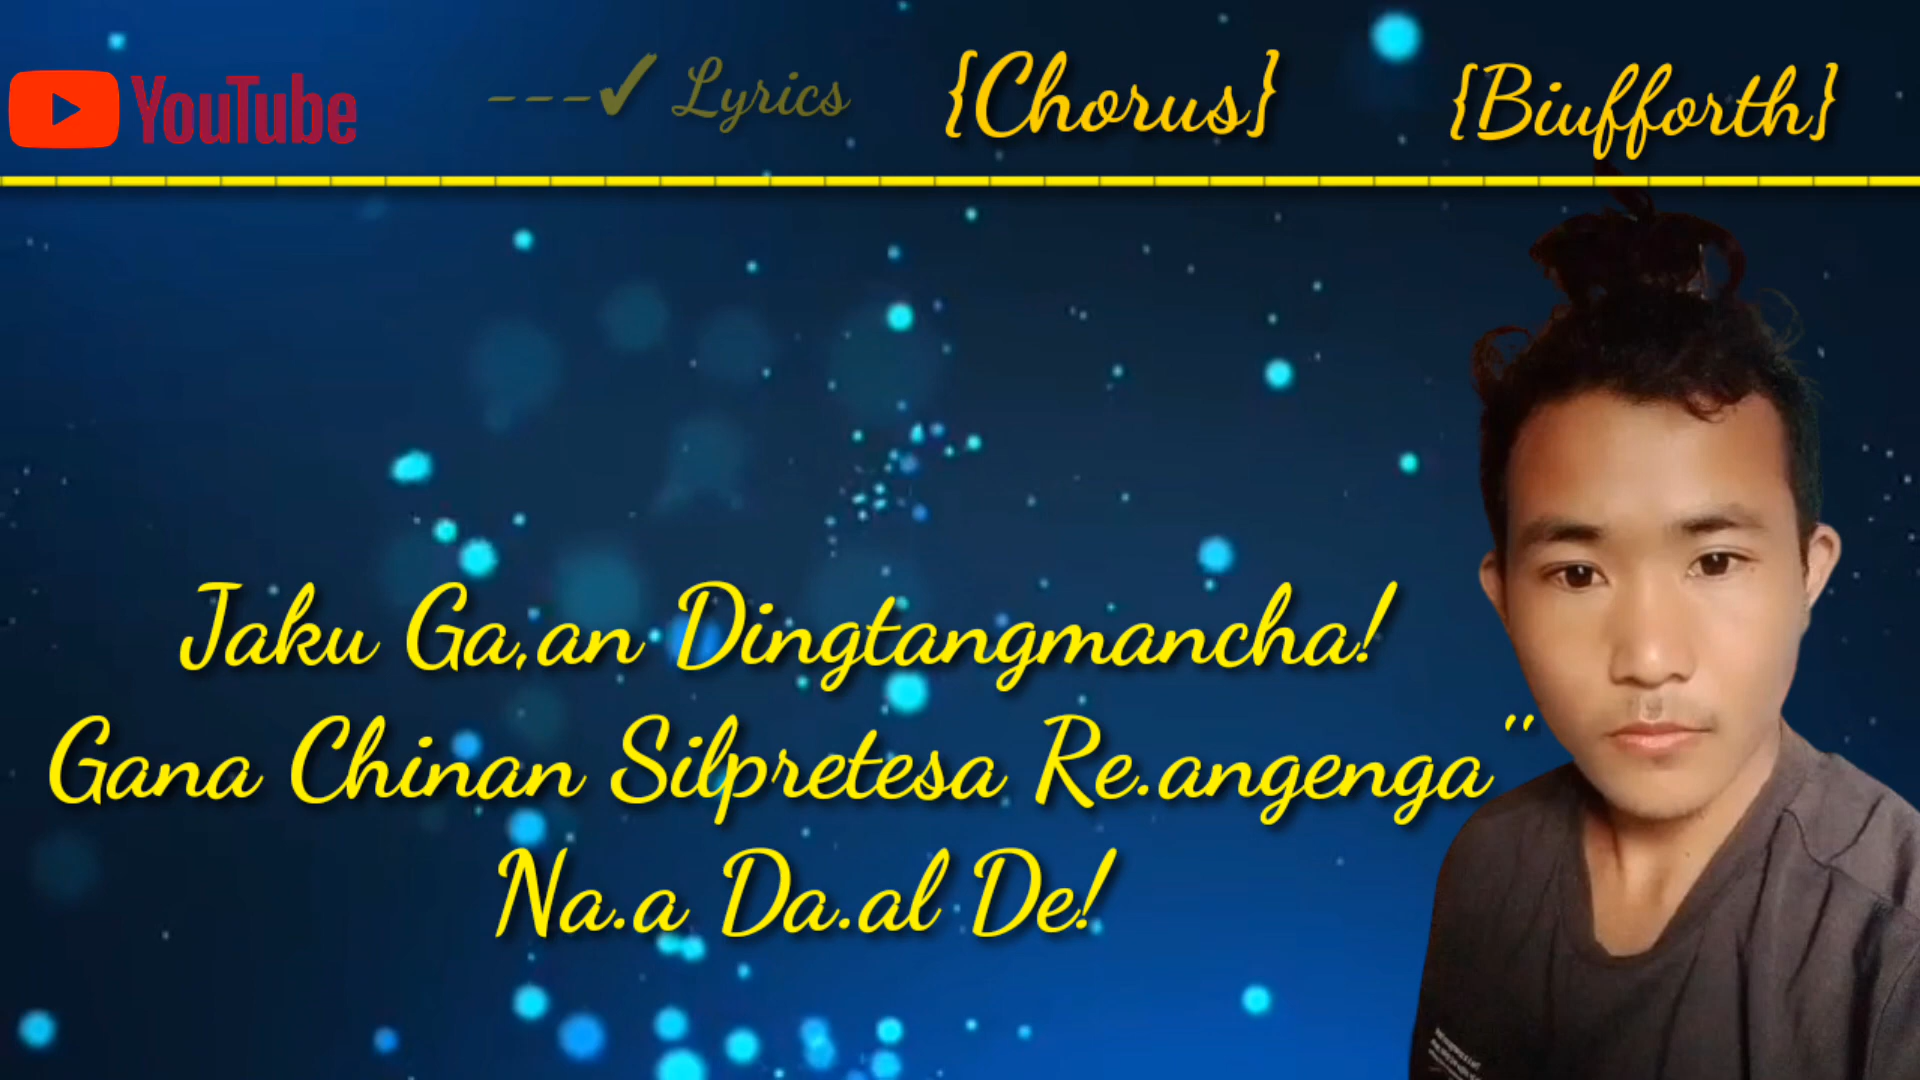 YouTube ---✔ Lyrics {Chorus} {Biufforth}
Jaku Ga,an Dingtangmancha!
Gana Chinan Silpretesa Re.angenga"
Na.a Da.al De!